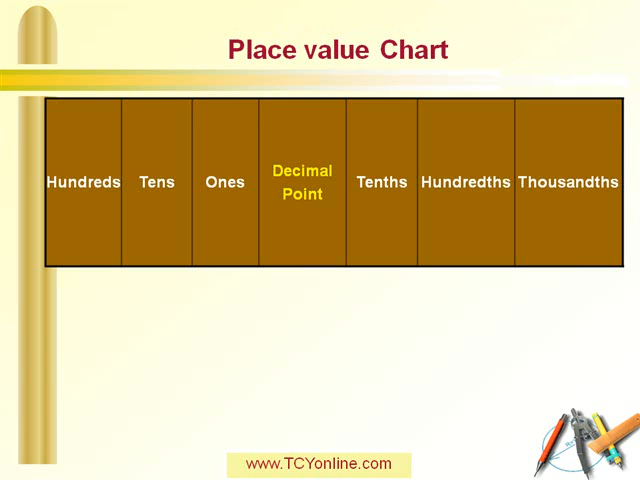 Place value Chart
Hundreds Tens Ones Decimal Point Tenths Hundredths Thousandths
www.TCYonline.com